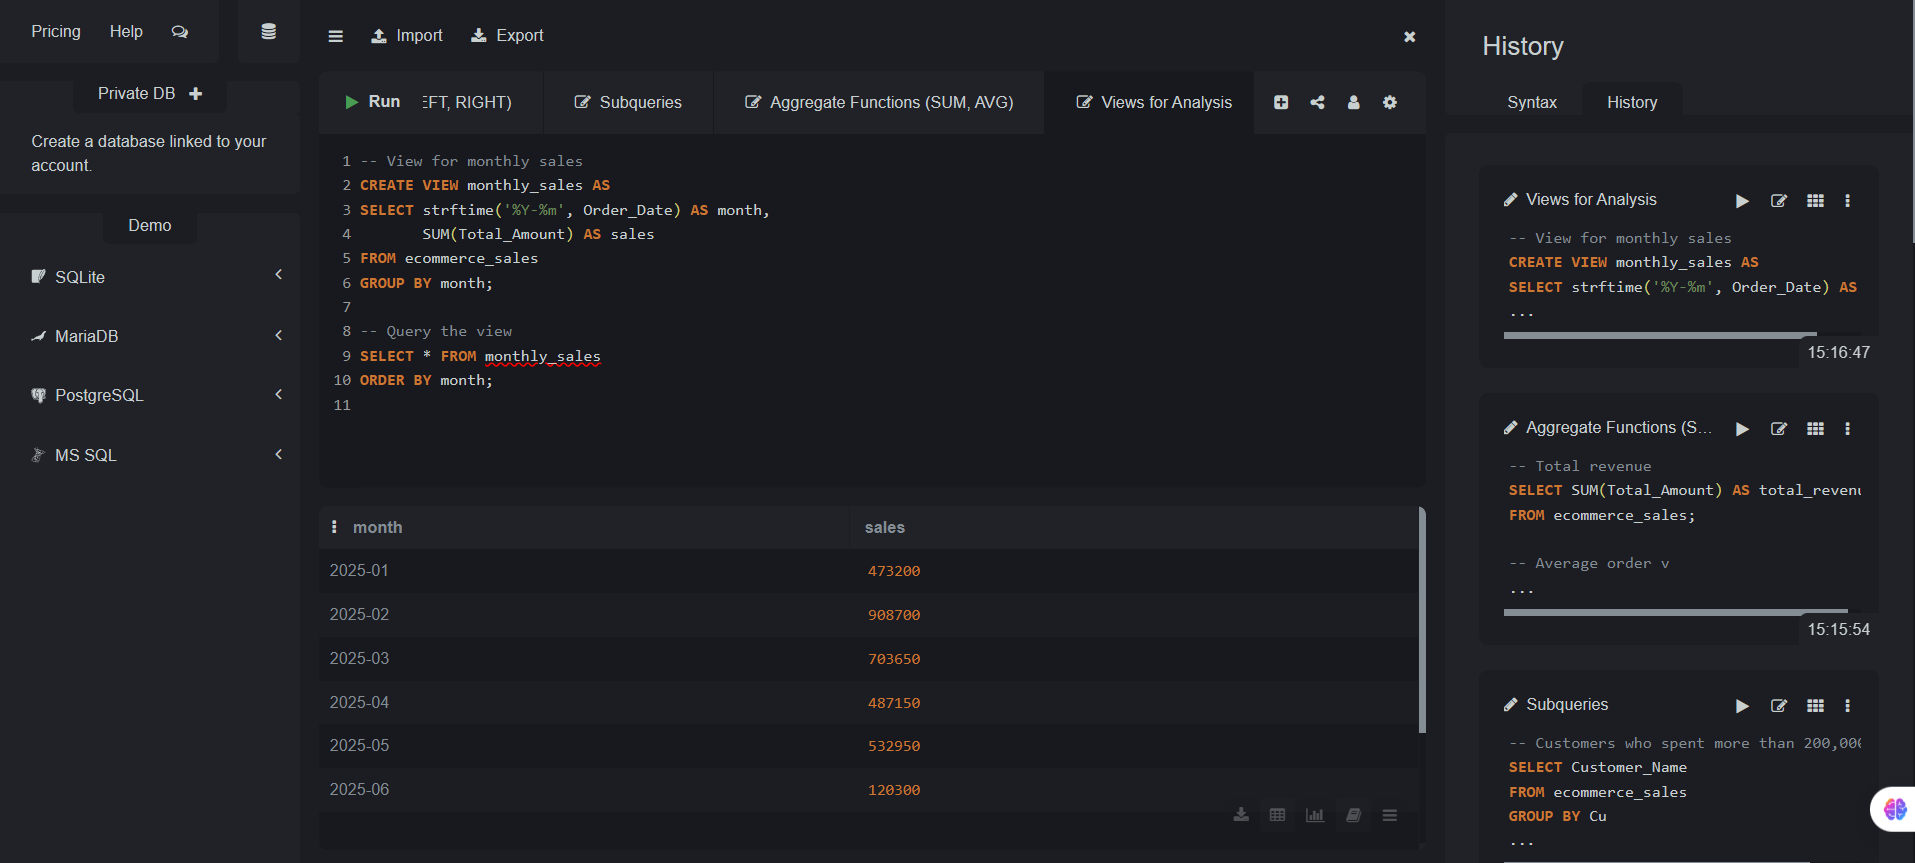 Pricing Help
Private DB
Create a database linked to your
account.
Demo
SQLite
MariaDB
PostgreSQL
MS SQL
Import Export
Run EFT, RIGHT) Subqueries Aggregate Functions (SUM, AVG) Views for Analysis
1 -- View for monthly sales
2 CREATE VIEW monthly_sales AS
3 SELECT strftime('%Y-%m', Order_Date) AS month,
4 SUM(Total_Amount) AS sales
5 FROM ecommerce_sales
6 GROUP BY month;
7
8 -- Query the view
9 SELECT * FROM monthly_sales
10 ORDER BY month;
11
month sales
2025-01 473200
2025-02 908700
2025-03 703650
2025-04 487150
2025-05 532950
2025-06 120300
History
Syntax History
Views for Analysis
-- View for monthly sales
CREATE VIEW monthly_sales AS
SELECT strftime('%Y-%m', Order_Date) AS
...
15:16:47
Aggregate Functions (S...
-- Total revenue
SELECT SUM(Total_Amount) AS total_revenu
FROM ecommerce_sales;
-- Average order v
...
15:15:54
Subqueries
-- Customers who spent more than 200,000
SELECT Customer_Name
FROM ecommerce_sales
GROUP BY Cu
...